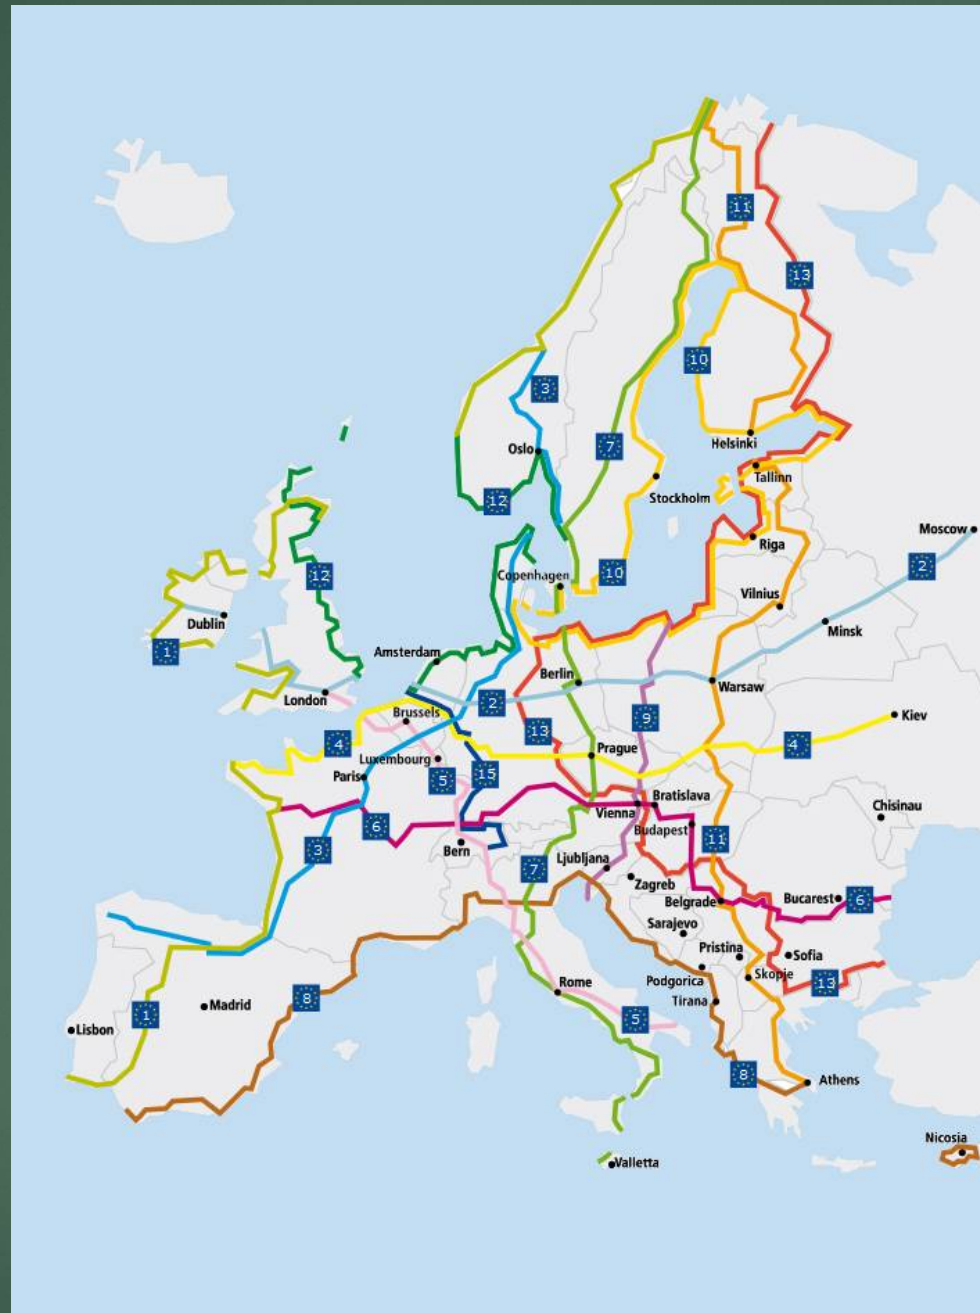 11
13
10
3
Oslo
7
Helsinki
Tallinn
12
Stockholm
Moscow
Riga
2
Copenhagen
10
12
Vilnius
Dublin
Minsk
1
Amsterdam
Berlin
Warsaw
London
2
Brussels
9
Kiev
13
4
Prague
4
Luxembourg
Paris
5
15
Bratislava
Vienna
Chisinau
6
Budapest
11
3
Bern
Ljubljana
7
Zagreb
Belgrade
Bucarest
6
Sarajevo
Pristina
Sofia
Podgorica
Skopje
13
Rome
8
Madrid
Tirana
1
5
Lisbon
8
Athens
Nicosia
Valletta